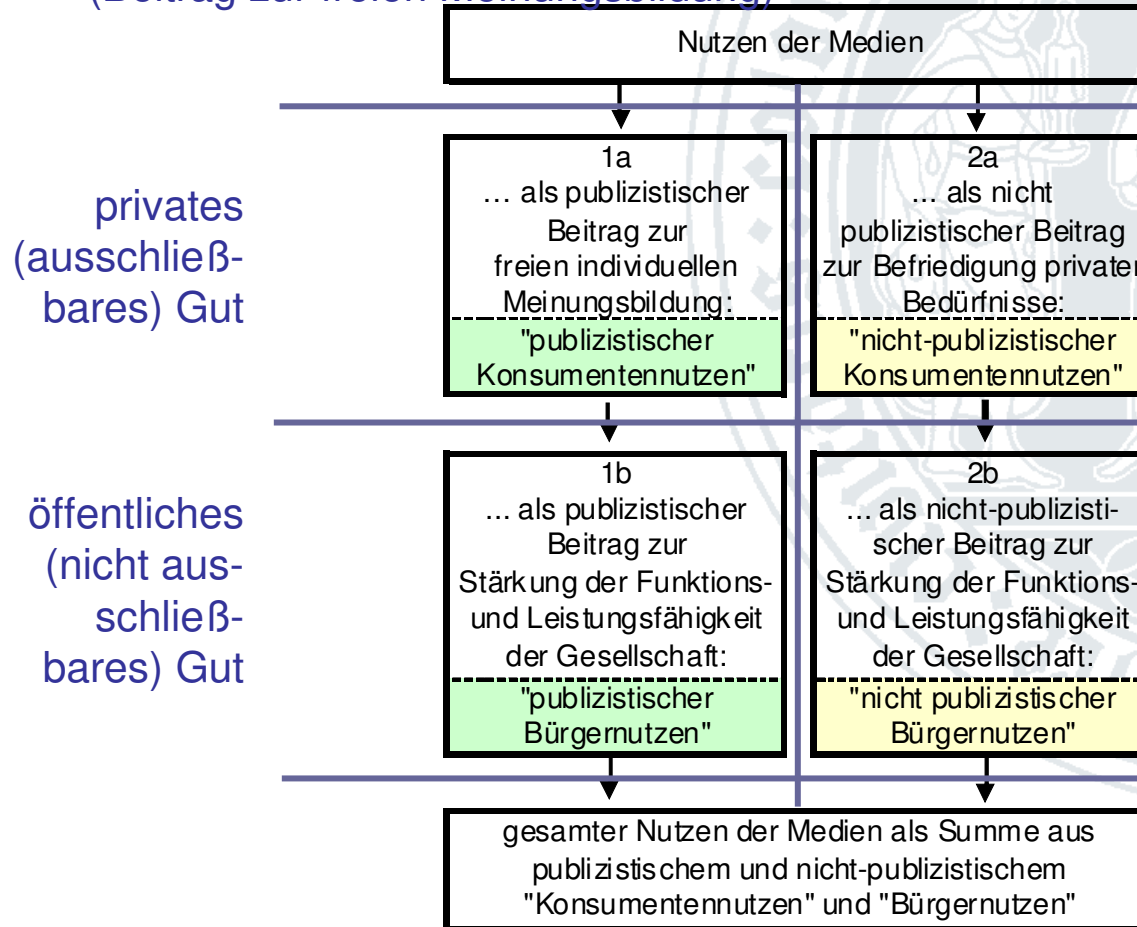 (Beitrag zur freien Meinungsbildung)
Nutzen der Medien
privates
(ausschließ-
bares) Gut
1a
... als publizistischer
Beitrag zur
freien individuellen
Meinungsbildung:
"publizistischer
Konsumentennutzen"
2a
... als nicht
publizistischer Beitrag
zur Befriedigung privater
Bedürfnisse:
"nicht-publizistischer
Konsumentennutzen"
öffentliches
(nicht aus-
schließ-
bares) Gut
1b
... als publizistischer
Beitrag zur
Stärkung der Funktions-
und Leistungsfähigkeit
der Gesellschaft:
"publizistischer
Bürgernutzen"
2b
... als nicht-publizisti-
scher Beitrag zur
Stärkung der Funktions-
und Leistungsfähigkeit
der Gesellschaft:
"nicht publizistischer
Bürgernutzen"
gesamter Nutzen der Medien als Summe aus
publizistischem und nicht-publizistischem
"Konsumentennutzen" und "Bürgernutzen"